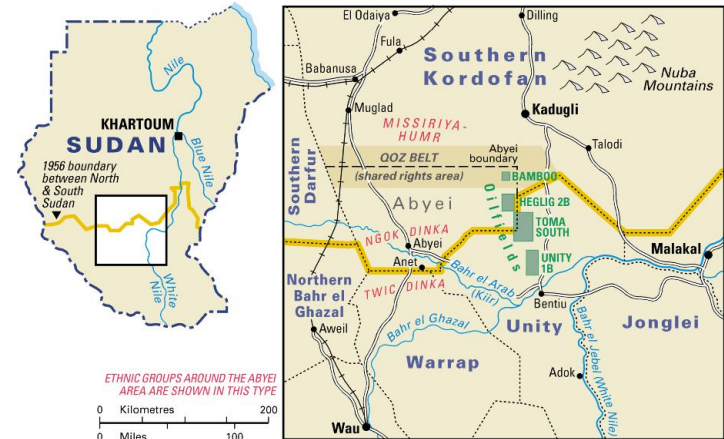 Nile
KHARTOUM
SUDAN
Blue Nile
1956 boundary
between North
& South
Sudan
White
Nile
ETHNIC GROUPS AROUND THE ABYEI
AREA ARE SHOWN IN THIS TYPE
0 Kilometres 200
0 Miles 100
El Odaiya
Dilling
Fula
Southern
Kordofan
Babanusa
Nuba
Mountains
Muglad
Kadugli
MISSIRIYA-
HUMR
Talodi
Abyei
boundary
QOZ BELT
(shared rights area)
Southern
Darfur
BAMBOO
HEGLIG 2B
TOMA
SOUTH
UNITY
1B
Oilfields
Abyei
NGOK DINKA
Abyei
Anet
TWIC DINKA
Bahr el Arab
(Kiir)
Malakal
Northern
Bahr el
Ghazal
Bentiu
Aweil
Bahr el Ghazal
Unity
Jonglei
Warrap
Adok
Bahr el Jebel (White Nile)
Wau